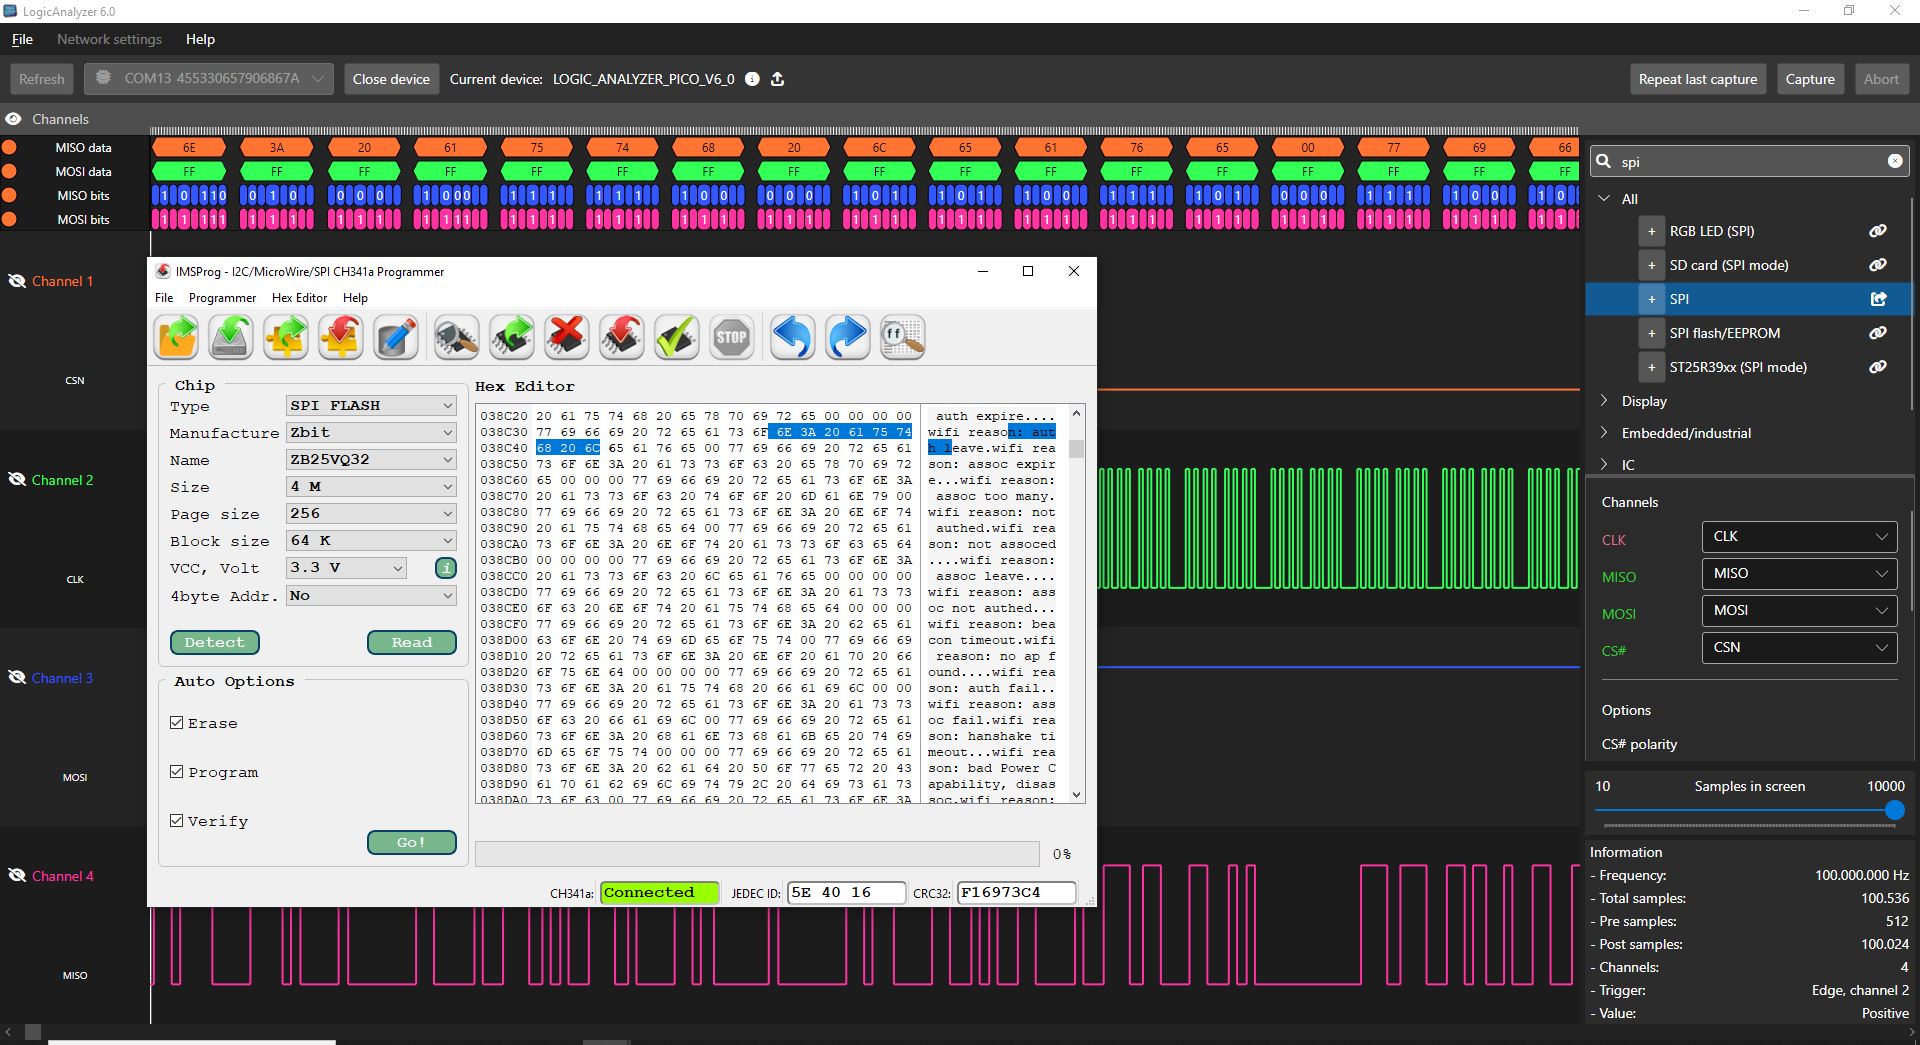 LogicAnalyzer 6.0
File Network settings Help
Refresh COM13 455330657906867A Close device Current device: LOGIC_ANALYZER_PICO_V6_0 Repeat last capture Capture Abort
Channels
MISO data 6E 3A 20 61 75 74 68 20 6C 65 61 76 65 00 77 69 66
MOSI data FF FF FF FF FF FF FF FF FF FF FF FF FF FF FF FF FF
MISO bits
MOSI bits
Channel 1
CSN
Channel 2
CLK
Channel 3
MOSI
Channel 4
MISO
IMSProg - I2C/MicroWire/SPI CH341a Programmer
File Programmer Hex Editor Help
STOP
ff
Chip
Type SPI FLASH
Manufacture Zbit
Name ZB25VQ32
Size 4 M
Page size 256
Block size 64 K
VCC, Volt 3.3 V i
4byte Addr. No
Detect Read
Auto Options
Erase
Program
Verify
Go!
Hex Editor
038C20 20 61 75 74 68 20 65 78 70 69 72 65 00 00 00 00  auth expire....
038C30 77 69 66 69 20 72 65 61 73 6F 6E 3A 20 61 75 74 wifi reason: aut
038C40 68 20 6C 65 61 76 65 00 77 69 66 69 20 72 65 61 h leave.wifi rea
038C50 73 6F 6E 3A 20 61 73 73 6F 63 20 65 78 70 69 72 son: assoc expir
038C60 65 00 00 00 77 69 66 69 20 72 65 61 73 6F 6E 3A e...wifi reason:
038C70 20 61 73 73 6F 63 20 74 6F 6F 20 6D 61 6E 79 00  assoc too many.
038C80 77 69 66 69 20 72 65 61 73 6F 6E 3A 20 6E 6F 74 wifi reason: not
038C90 20 61 75 74 68 65 64 00 77 69 66 69 20 72 65 61  authed.wifi rea
038CA0 73 6F 6E 3A 20 6E 6F 74 20 61 73 73 6F 63 65 64 son: not assoced
038CB0 00 00 00 00 77 69 66 69 20 72 65 61 73 6F 6E 3A ....wifi reason:
038CC0 20 61 73 73 6F 63 20 6C 65 61 76 65 00 00 00 00  assoc leave....
038CD0 77 69 66 69 20 72 65 61 73 6F 6E 3A 20 61 73 73 wifi reason: ass
038CE0 6F 63 20 6E 6F 74 20 61 75 74 68 65 64 00 00 00 oc not authed...
038CF0 77 69 66 69 20 72 65 61 73 6F 6E 3A 20 62 65 61 wifi reason: bea
038D00 63 6F 6E 20 74 69 6D 65 6F 75 74 00 77 69 66 69 con timeout.wifi
038D10 20 72 65 61 73 6F 6E 3A 20 6E 6F 20 61 70 20 66  reason: no ap f
038D20 6F 75 6E 64 00 00 00 00 77 69 66 69 20 72 65 61 ound....wifi rea
038D30 73 6F 6E 3A 20 61 75 74 68 20 66 61 69 6C 00 00 son: auth fail..
038D40 77 69 66 69 20 72 65 61 73 6F 6E 3A 20 61 73 73 wifi reason: ass
038D50 6F 63 20 66 61 69 6C 00 77 69 66 69 20 72 65 61 oc fail.wifi rea
038D60 73 6F 6E 3A 20 68 61 6E 73 68 61 6B 65 20 74 69 son: hanshake ti
038D70 6D 65 6F 75 74 00 00 00 77 69 66 69 20 72 65 61 meout...wifi rea
038D80 73 6F 6E 3A 20 62 61 64 20 50 6F 77 65 72 20 43 son: bad Power C
038D90 61 70 61 62 69 6C 69 74 79 2C 20 64 69 73 61 73 apability, disas
038DA0 73 6F 63 00 77 69 66 69 20 72 65 61 73 6F 6E 3A soc.wifi reason:
0%
CH341a: Connected JEDEC ID: 5E 40 16 CRC32: F16973C4
spi
All
+ RGB LED (SPI)
+ SD card (SPI mode)
+ SPI
+ SPI flash/EEPROM
+ ST25R39xx (SPI mode)
Display
Embedded/industrial
IC
Channels
CLK CLK
MISO MISO
MOSI MOSI
CS# CSN
Options
CS# polarity
10 Samples in screen 10000
Information
- Frequency: 100.000.000 Hz
- Total samples: 100.536
- Pre samples: 512
- Post samples: 100.024
- Channels: 4
- Trigger: Edge, channel 2
- Value: Positive